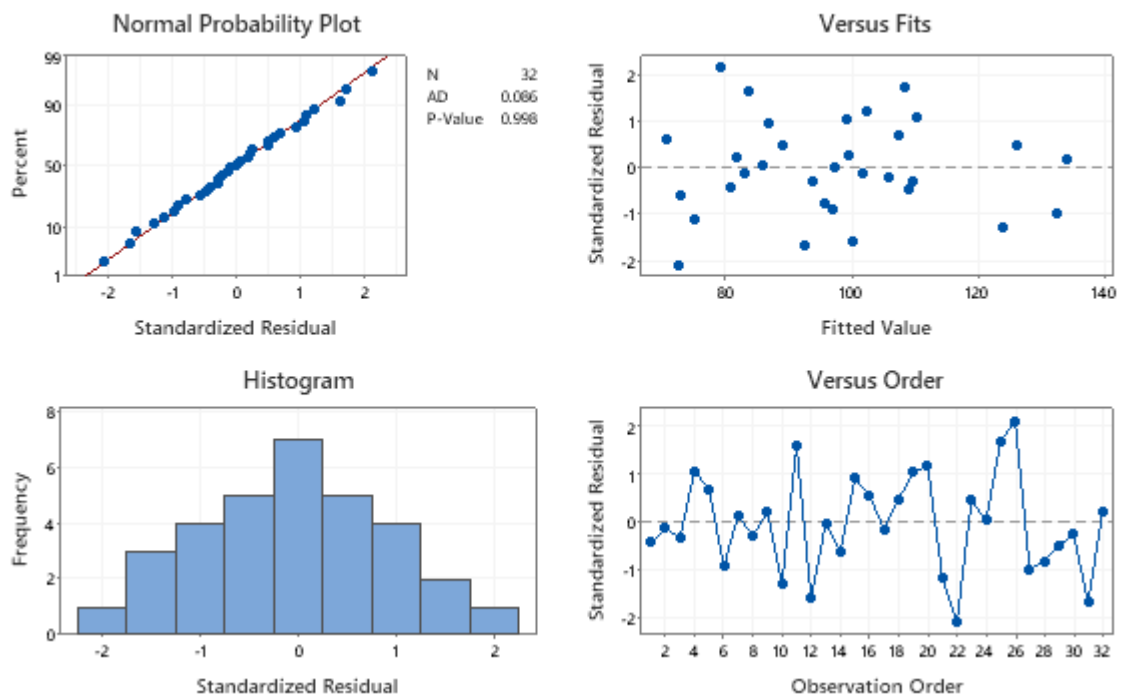 Normal Probability Plot
99
90
50
10
1
Percent
-2 -1 0 1 2
Standardized Residual
N 32
AD 0.086
P-Value 0.998
Versus Fits
2
1
0
-1
-2
Standardized Residual
80 100 120 140
Fitted Value
Histogram
8
6
4
2
0
Frequency
-2 -1 0 1 2
Standardized Residual
Versus Order
2
1
0
-1
-2
Standardized Residual
2 4 6 8 10 12 14 16 18 20 22 24 26 28 30 32
Observation Order